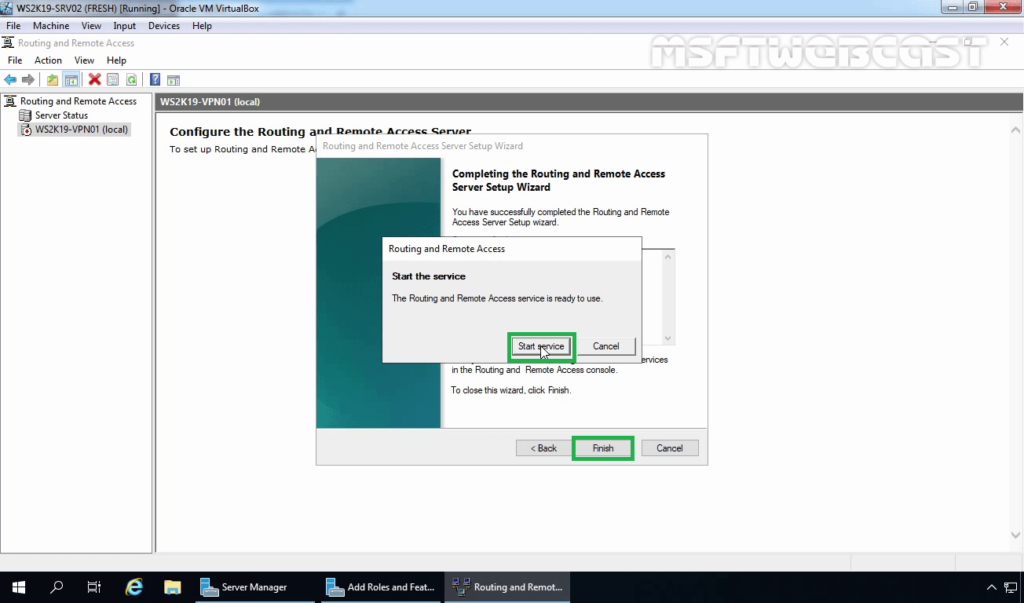 WS2K19-SRV02 (FRESH) [Running] - Oracle VM VirtualBox
File Machine View Input Devices Help
Routing and Remote Access
MSFTWEBCAST
File Action View Help
Routing and Remote Access
Server Status
WS2K19-VPN01 (local)
WS2K19-VPN01 (local)
Configure the Routing and Remote Access Server
To set up Routing and Remote A
Routing and Remote Access Server Setup Wizard
Completing the Routing and Remote Access
Server Setup Wizard
You have successfully completed the Routing and Remote
Access Server Setup wizard.
Routing and Remote Access
Start the service
The Routing and Remote Access service is ready to use.
Start service Cancel
ervices
in the Routing and Remote Access console.
To close this wizard, click Finish.
< Back Finish Cancel
Server Manager Add Roles and Feat... Routing and Remot...